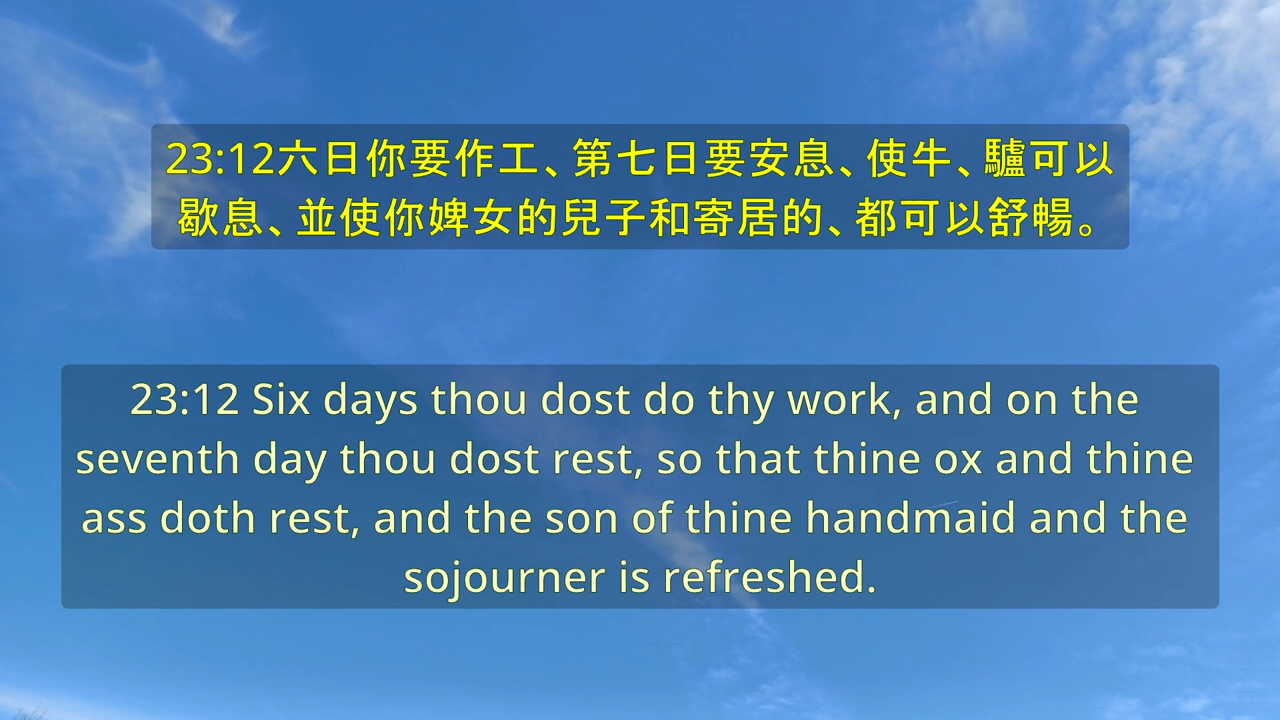 23:12六日你要作工、第七日要安息、使牛、驢可以
歇息、並使你婢女的兒子和寄居的、都可以舒暢。
23:12 Six days thou dost do thy work, and on the
seventh day thou dost rest, so that thine ox and thine
ass doth rest, and the son of thine handmaid and the
sojourner is refreshed.